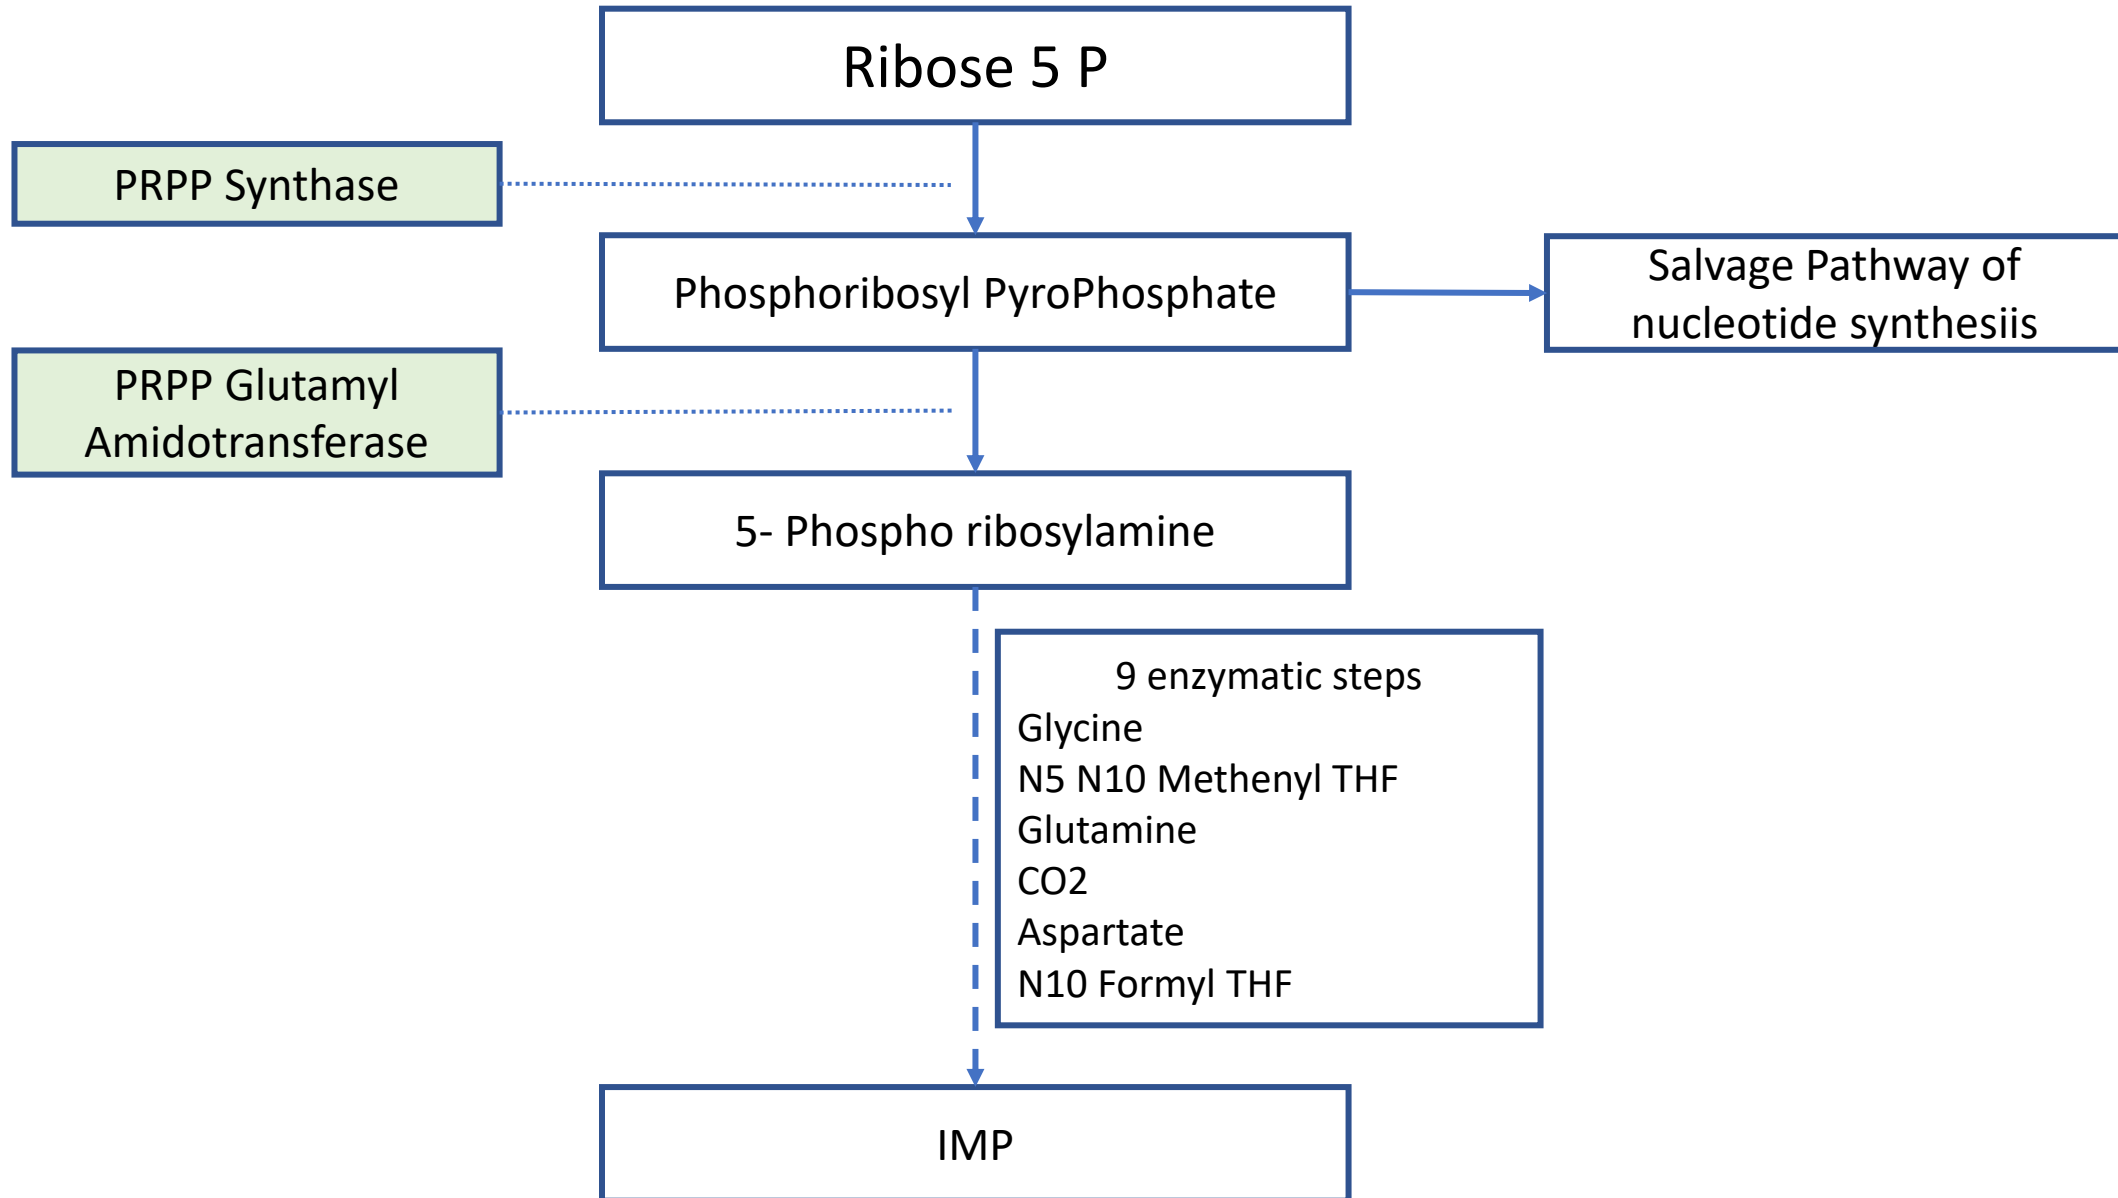 Ribose 5 P
PRPP Synthase
Phosphoribosyl PyroPhosphate
Salvage Pathway of
nucleotide synthesiis
PRPP Glutamyl
Amidotransferase
5- Phospho ribosylamine
9 enzymatic steps
Glycine
N5 N10 Methenyl THF
Glutamine
CO2
Aspartate
N10 Formyl THF
IMP